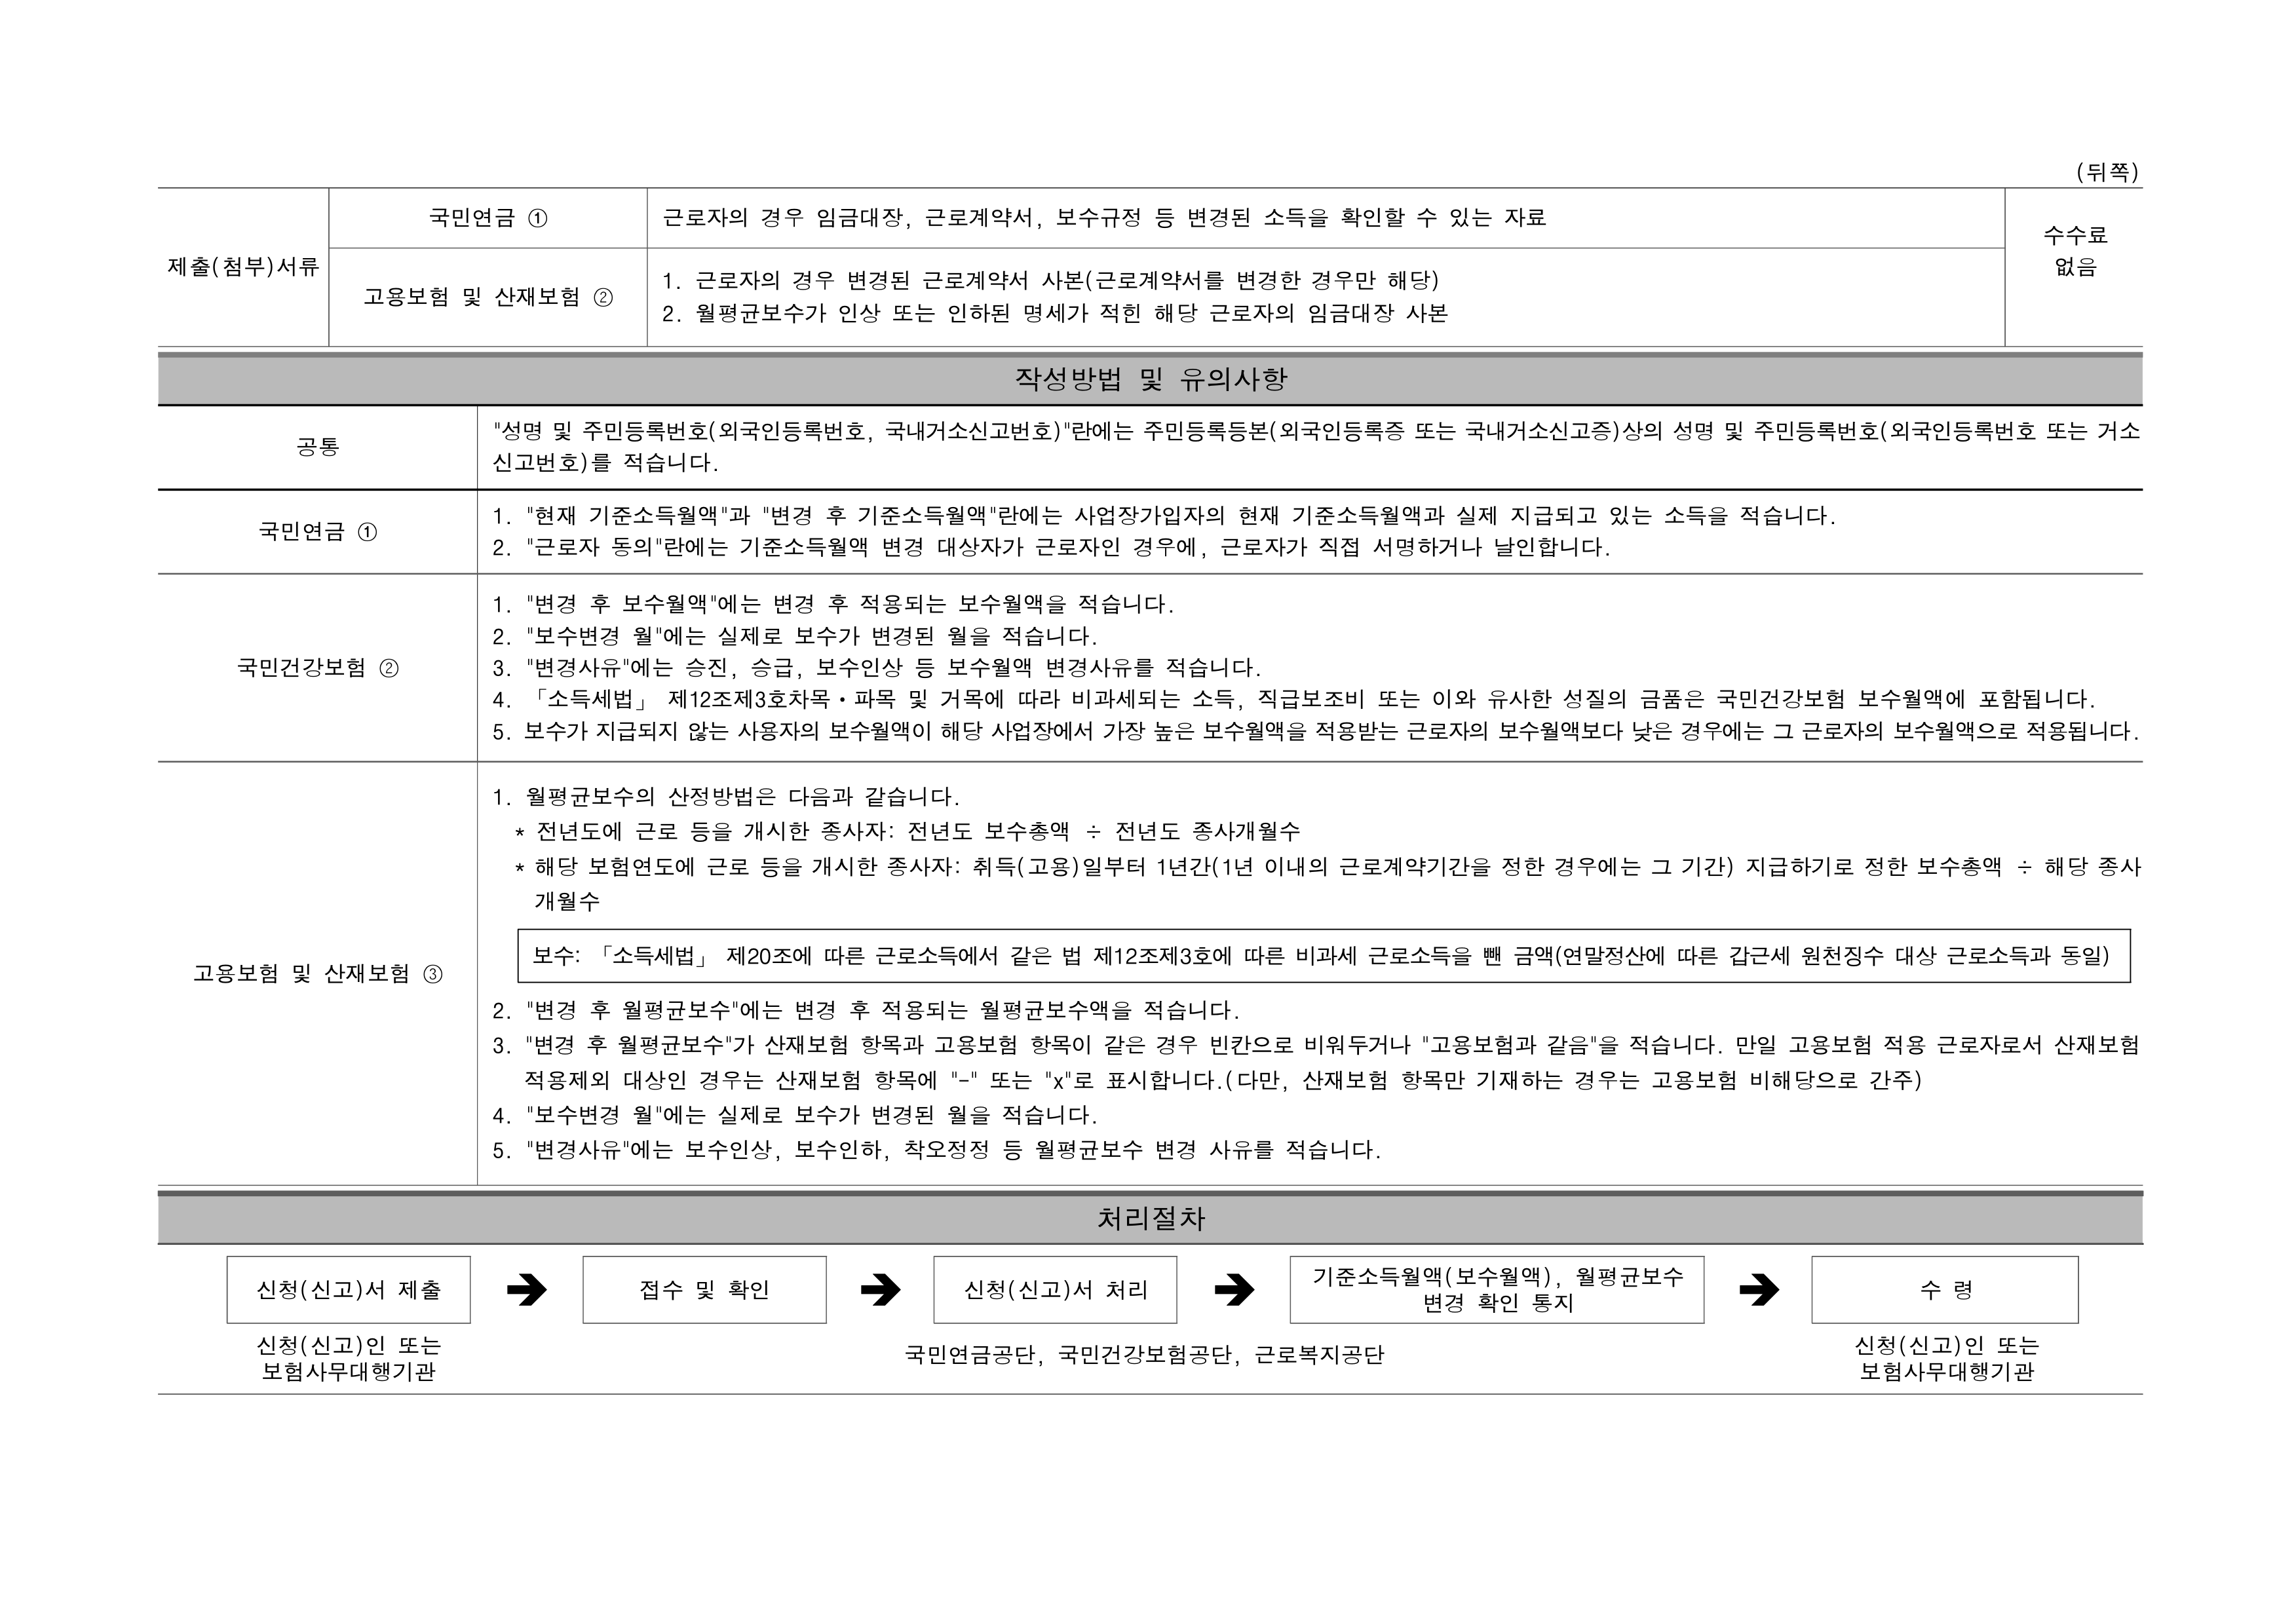 (뒤쪽)
제출(첨부)서류
국민연금 ①
근로자의 경우 임금대장, 근로계약서, 보수규정 등 변경된 소득을 확인할 수 있는 자료
수수료
없음
고용보험 및 산재보험 ②
1. 근로자의 경우 변경된 근로계약서 사본(근로계약서를 변경한 경우만 해당)
2. 월평균보수가 인상 또는 인하된 명세가 적힌 해당 근로자의 임금대장 사본
작성방법 및 유의사항
공통
"성명 및 주민등록번호(외국인등록번호, 국내거소신고번호)"란에는 주민등록등본(외국인등록증 또는 국내거소신고증)상의 성명 및 주민등록번호(외국인등록번호 또는 거소
신고번호)를 적습니다.
국민연금 ①
1. "현재 기준소득월액"과 "변경 후 기준소득월액"란에는 사업장가입자의 현재 기준소득월액과 실제 지급되고 있는 소득을 적습니다.
2. "근로자 동의"란에는 기준소득월액 변경 대상자가 근로자인 경우에, 근로자가 직접 서명하거나 날인합니다.
국민건강보험 ②
1. "변경 후 보수월액"에는 변경 후 적용되는 보수월액을 적습니다.
2. "보수변경 월"에는 실제로 보수가 변경된 월을 적습니다.
3. "변경사유"에는 승진, 승급, 보수인상 등 보수월액 변경사유를 적습니다.
4. 「소득세법」 제12조제3호차목·파목 및 거목에 따라 비과세되는 소득, 직급보조비 또는 이와 유사한 성질의 금품은 국민건강보험 보수월액에 포함됩니다.
5. 보수가 지급되지 않는 사용자의 보수월액이 해당 사업장에서 가장 높은 보수월액을 적용받는 근로자의 보수월액보다 낮은 경우에는 그 근로자의 보수월액으로 적용됩니다.
고용보험 및 산재보험 ③
1. 월평균보수의 산정방법은 다음과 같습니다.
* 전년도에 근로 등을 개시한 종사자: 전년도 보수총액 ÷ 전년도 종사개월수
* 해당 보험연도에 근로 등을 개시한 종사자: 취득(고용)일부터 1년간(1년 이내의 근로계약기간을 정한 경우에는 그 기간) 지급하기로 정한 보수총액 ÷ 해당 종사
개월수
보수: 「소득세법」 제20조에 따른 근로소득에서 같은 법 제12조제3호에 따른 비과세 근로소득을 뺀 금액(연말정산에 따른 갑근세 원천징수 대상 근로소득과 동일)
2. "변경 후 월평균보수"에는 변경 후 적용되는 월평균보수액을 적습니다.
3. "변경 후 월평균보수"가 산재보험 항목과 고용보험 항목이 같은 경우 빈칸으로 비워두거나 "고용보험과 같음"을 적습니다. 만일 고용보험 적용 근로자로서 산재보험
적용제외 대상인 경우는 산재보험 항목에 "-" 또는 "x"로 표시합니다.(다만, 산재보험 항목만 기재하는 경우는 고용보험 비해당으로 간주)
4. "보수변경 월"에는 실제로 보수가 변경된 월을 적습니다.
5. "변경사유"에는 보수인상, 보수인하, 착오정정 등 월평균보수 변경 사유를 적습니다.
처리절차
신청(신고)서 제출 ➔ 접수 및 확인 ➔ 신청(신고)서 처리 ➔ 기준소득월액(보수월액), 월평균보수
변경 확인 통지 ➔ 수 령
신청(신고)인 또는
보험사무대행기관
국민연금공단, 국민건강보험공단, 근로복지공단
신청(신고)인 또는
보험사무대행기관